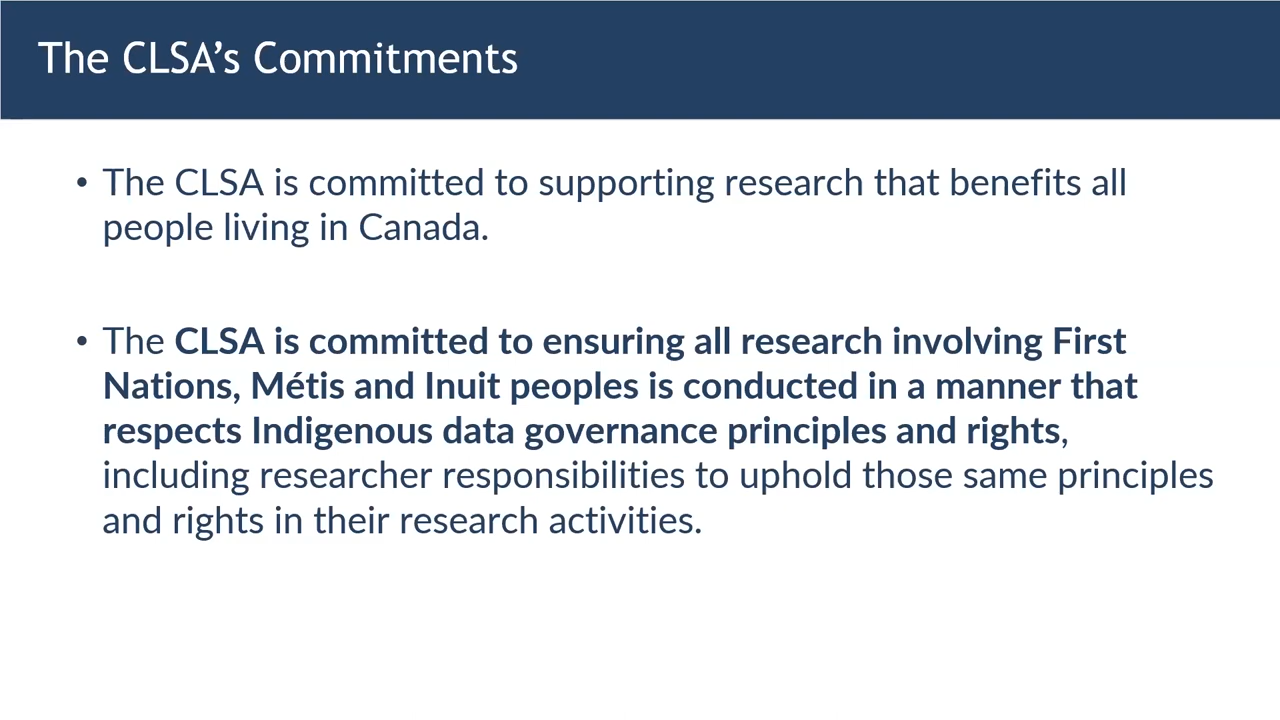 The CLSA’s Commitments
• The CLSA is committed to supporting research that benefits all
people living in Canada.
• The CLSA is committed to ensuring all research involving First
Nations, Métis and Inuit peoples is conducted in a manner that
respects Indigenous data governance principles and rights,
including researcher responsibilities to uphold those same principles
and rights in their research activities.